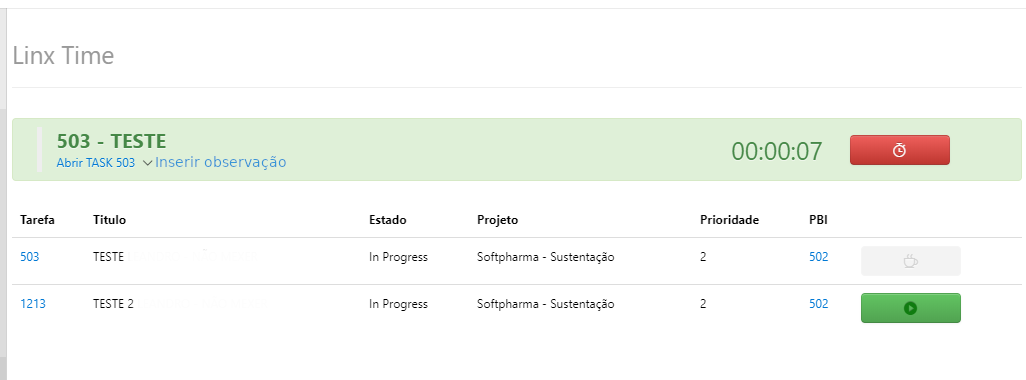 Linx Time
503 - TESTE
Abrir TASK 503 Inserir observação
00:00:07
Tarefa Titulo Estado Projeto Prioridade PBI
503 TESTE In Progress Softpharma - Sustentação 2 502
1213 TESTE 2 In Progress Softpharma - Sustentação 2 502